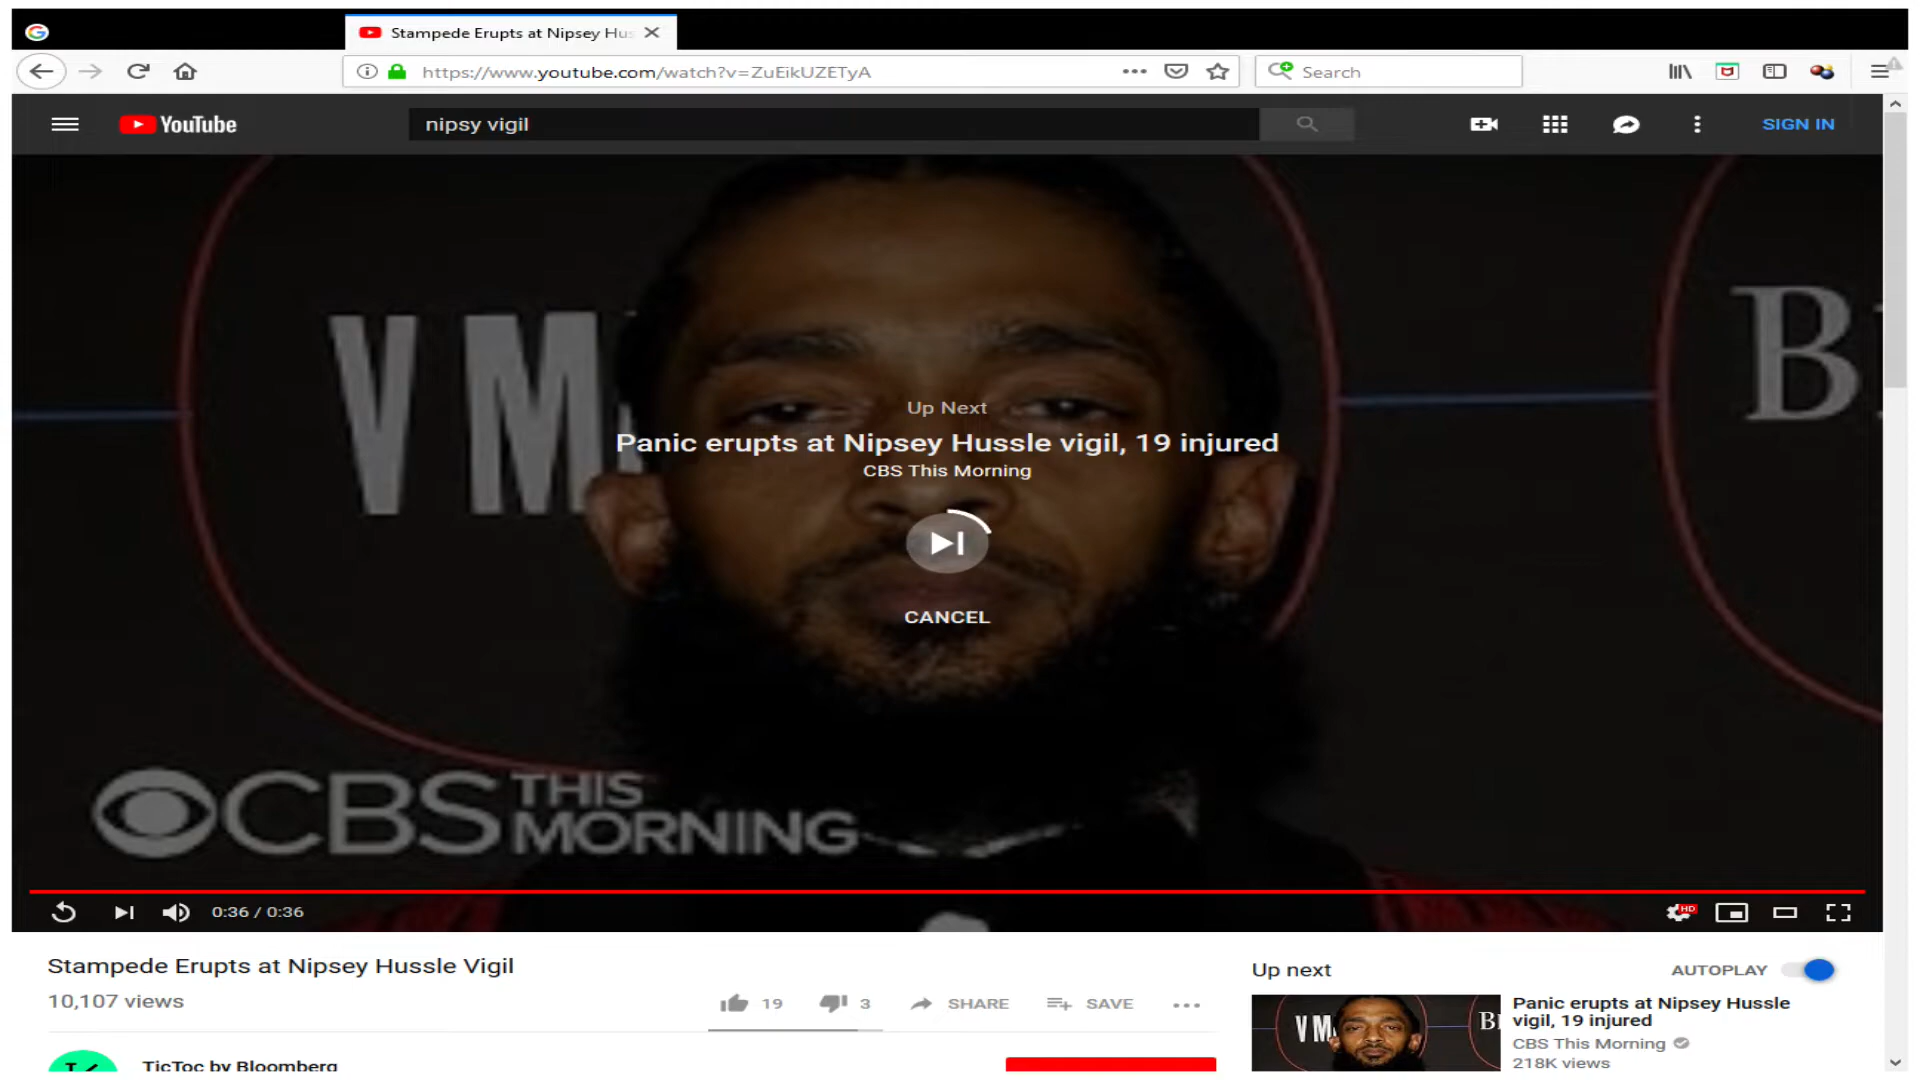 Stampede Erupts at Nipsey Hus
https://www.youtube.com/watch?v=ZuEikUZETyA
Search
YouTube
nipsy vigil
SIGN IN
VM
B
Up Next
Panic erupts at Nipsey Hussle vigil, 19 injured
CBS This Morning
CANCEL
CBS THIS MORNING
0:36 / 0:36
HD
Stampede Erupts at Nipsey Hussle Vigil
10,107 views
19
3
SHARE
SAVE
TicToc by Bloomberg
Up next
AUTOPLAY
VM
B
Panic erupts at Nipsey Hussle
vigil, 19 injured
CBS This Morning
218K views